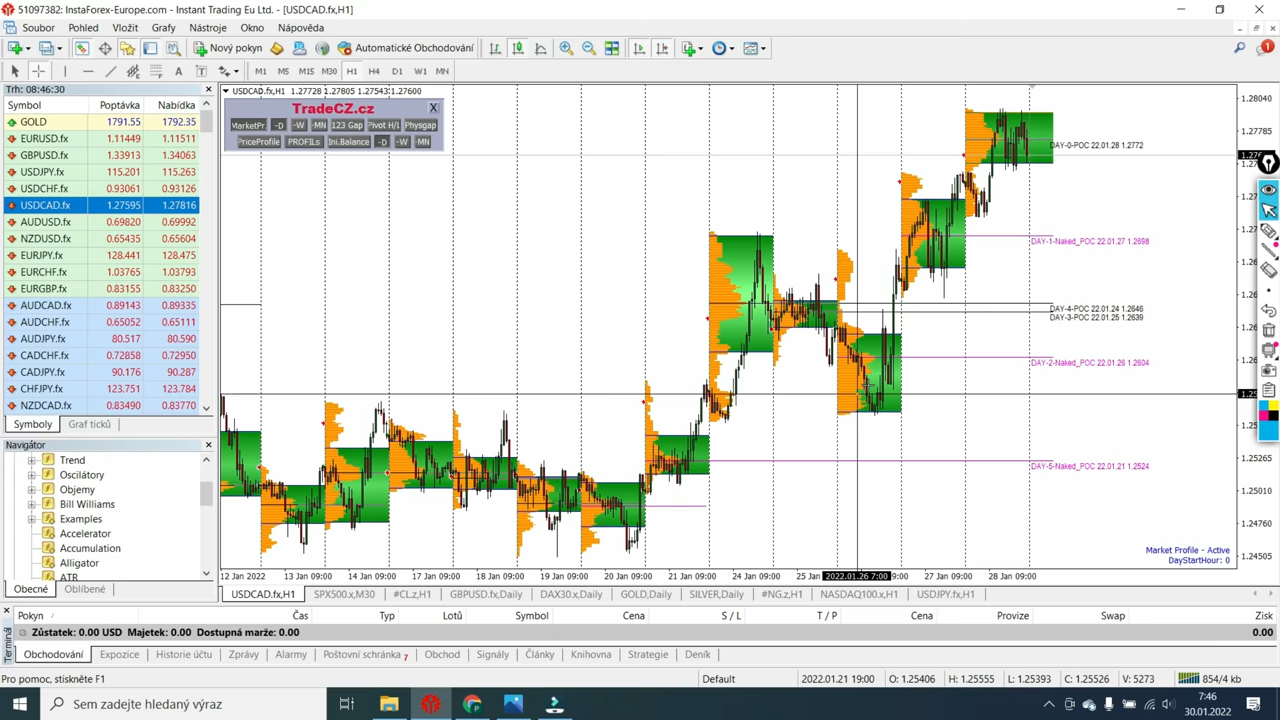 51097382: InstaForex-Europe.com - Instant Trading Eu Ltd. - [USDCAD.fx,H1]
Soubor Pohled Vložit Grafy Nástroje Okno Nápověda
Nový pokyn Automatické Obchodování 1
A T M1 M5 M15 M30 H1 H4 D1 W1 MN
Trh: 08:46:30
Symbol Poptávka Nabídka
GOLD 1791.55 1792.35
EURUSD.fx 1.11449 1.11511
GBPUSD.fx 1.33913 1.34063
USDJPY.fx 115.201 115.263
USDCHF.fx 0.93061 0.93126
USDCAD.fx 1.27595 1.27816
AUDUSD.fx 0.69820 0.69992
NZDUSD.fx 0.65435 0.65604
EURJPY.fx 128.441 128.475
EURCHF.fx 1.03765 1.03793
EURGBP.fx 0.83155 0.83250
AUDCAD.fx 0.89143 0.89335
AUDCHF.fx 0.65052 0.65111
AUDJPY.fx 80.517 80.590
CADCHF.fx 0.72858 0.72950
CADJPY.fx 90.176 90.287
CHFJPY.fx 123.751 123.784
NZDCAD.fx 0.83490 0.83770
Symboly Graf ticků
Navigátor
Trend
Oscilátory
Objemy
Bill Williams
Examples
Accelerator
Accumulation
Alligator
ATR
Obecné Oblíbené
USDCAD.fx,H1 1.27728 1.27805 1.27543 1.27600
TradeCZ.cz X
MarketPr. -D -W -MN 123 Gap Pivot H/L Physgap
PriceProfile PROFILs Ini.Balance -D -W -MN
DAY-0-POC 22.01.28 1.2772
DAY-1-Naked_POC 22.01.27 1.2698
DAY-4-POC 22.01.24 1.2646
DAY-3-POC 22.01.25 1.2639
DAY-2-Naked_POC 22.01.26 1.2604
DAY-5-Naked_POC 22.01.21 1.2524
Market Profile - Active
DayStartHour: 0
1.28040
1.27785
1.25265
1.25010
1.24760
1.24505
12 Jan 2022 13 Jan 09:00 14 Jan 09:00 17 Jan 09:00 18 Jan 09:00 19 Jan 09:00 20 Jan 09:00 21 Jan 09:00 24 Jan 09:00 25 Jan 2022.01.26 7:00 27 Jan 09:00 28 Jan 09:00
USDCAD.fx,H1 SPX500.x,M30 #CL.z,H1 GBPUSD.fx,Daily DAX30.x,Daily GOLD,Daily SILVER,Daily #NG.z,H1 NASDAQ100.x,H1 USDJPY.fx,H1
Terminál
Pokyn Čas Typ Lotů Symbol Cena S / L T / P Cena Provize Swap Zisk
Zůstatek: 0.00 USD Majetek: 0.00 Dostupná marže: 0.00 0.00
Obchodování Expozice Historie účtu Zprávy Alarmy Poštovní schránka 7 Obchod Signály Články Knihovna Strategie Deník
Pro pomoc, stiskněte F1 Default 2022.01.21 19:00 O: 1.25406 H: 1.25555 L: 1.25393 C: 1.25526 V: 5273 854/4 kb
Sem zadejte hledaný výraz 7:46
30.01.2022